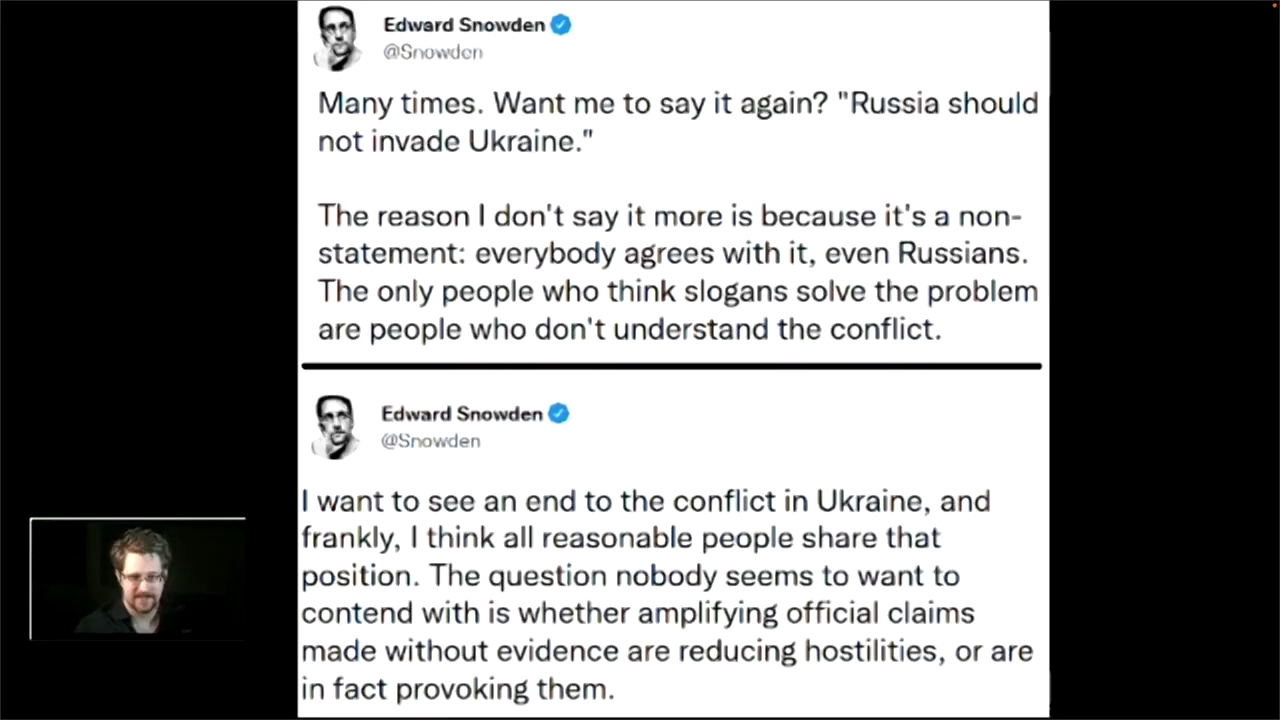 Edward Snowden
@Snowden
Many times. Want me to say it again? "Russia should
not invade Ukraine."
The reason I don't say it more is because it's a non-
statement: everybody agrees with it, even Russians.
The only people who think slogans solve the problem
are people who don't understand the conflict.
Edward Snowden
@Snowden
I want to see an end to the conflict in Ukraine, and
frankly, I think all reasonable people share that
position. The question nobody seems to want to
contend with is whether amplifying official claims
made without evidence are reducing hostilities, or are
in fact provoking them.